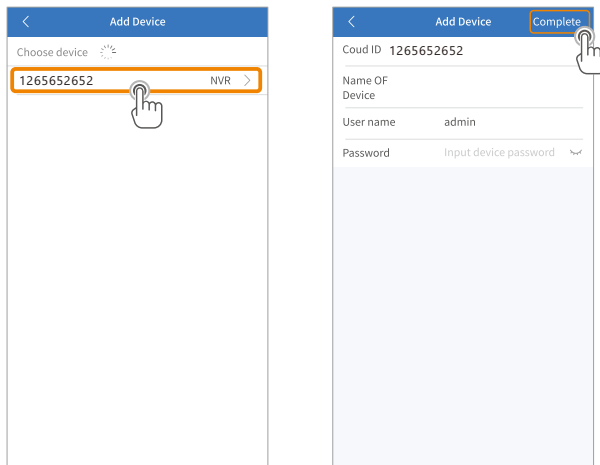 Add Device
Choose device
1265652652 NVR
Add Device Complete
Coud ID 1265652652
Name OF
Device
User name admin
Password Input device password